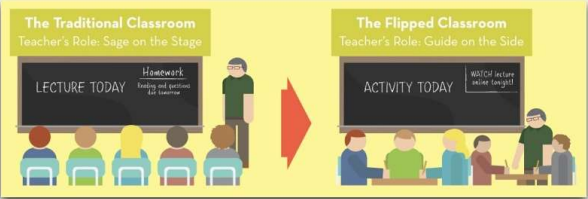 The Traditional Classroom
Teacher's Role: Sage on the Stage
LECTURE TODAY
Homework
Reading and questions
due tomorrow
The Flipped Classroom
Teacher's Role: Guide on the Side
ACTIVITY TODAY
WATCH lecture
online tonight!